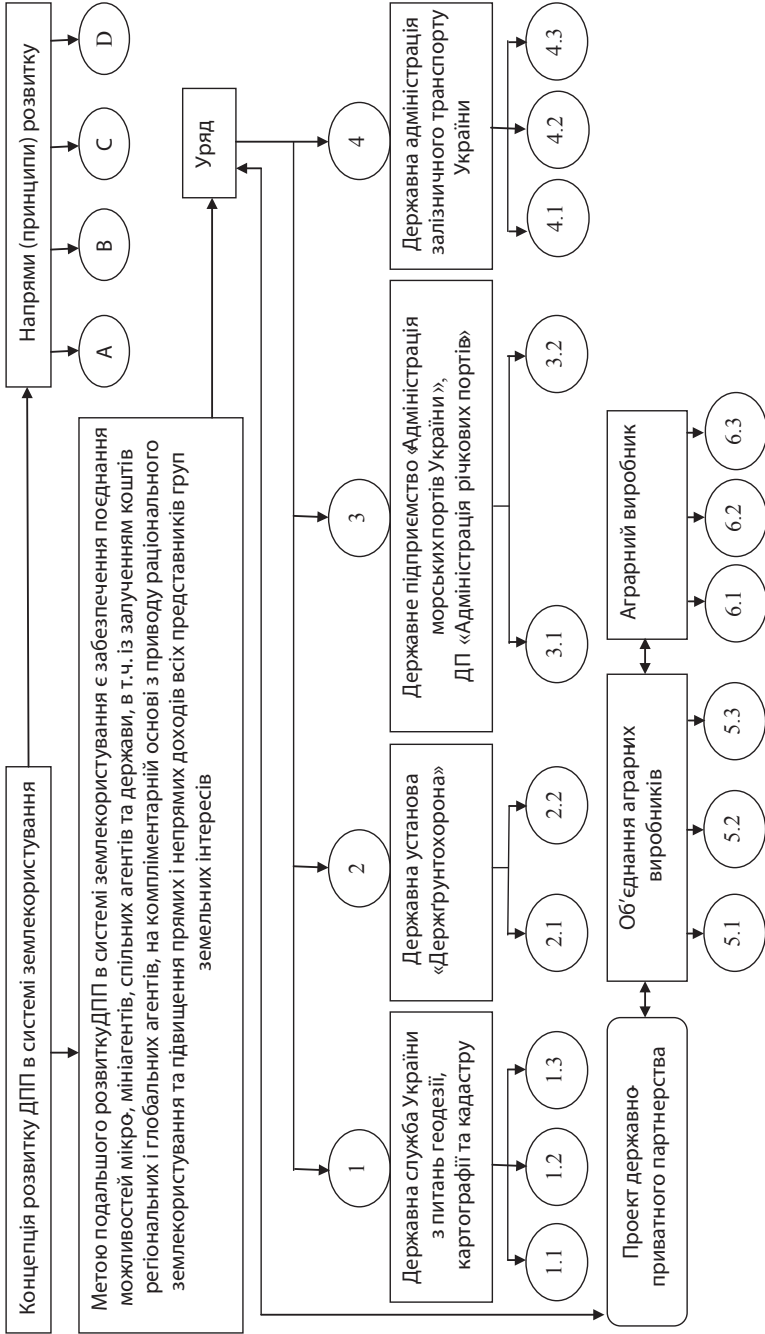 Концепція розвитку ДПП в системі землекористування
Напрями (принципи) розвитку
A
B
C
D
Метою подальшого розвитку ДПП в системі землекористування є забезпечення поєднання
можливостей мікро-, мініагентів, спільних агентів та держави, в т.ч. із залученням коштів
регіональних і глобальних агентів, на компліментарній основі з приводу раціонального
землекористування та підвищення прямих і непрямих доходів всіх представників груп
земельних інтересів
Уряд
1
2
3
4
Державна служба України
з питань геодезії,
картографії та кадастру
Державна установа
«Держґрунтохорона»
Державне підприємство «Адміністрація
морських портів України»,
ДП «Адміністрація річкових портів»
Державна адміністрація
залізничного транспорту
України
1.1
1.2
1.3
2.1
2.2
3.1
3.2
4.1
4.2
4.3
Проект державно-
приватного партнерства
Об’єднання аграрних
виробників
Аграрний виробник
5.1
5.2
5.3
6.1
6.2
6.3